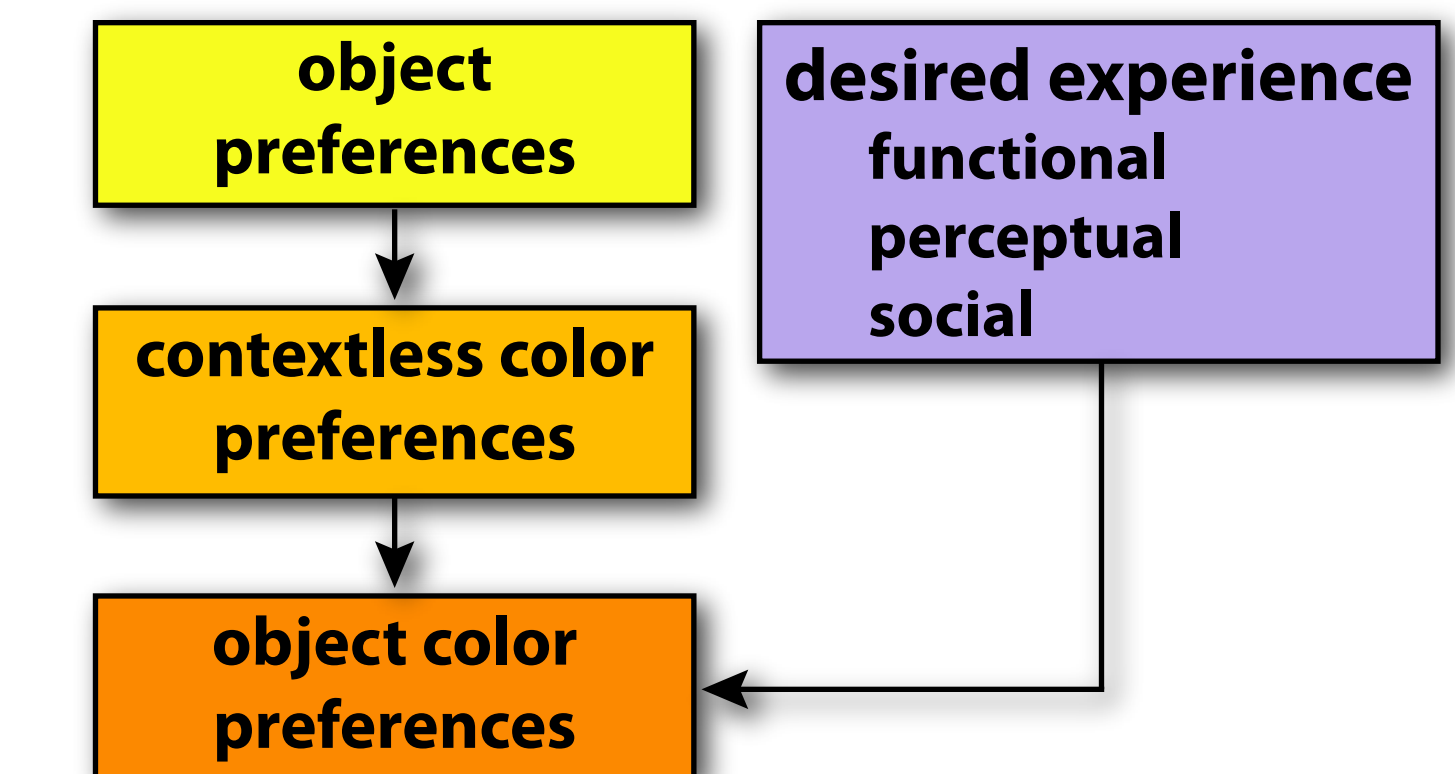 object
preferences
desired experience
functional
perceptual
social
contextless color
preferences
object color
preferences